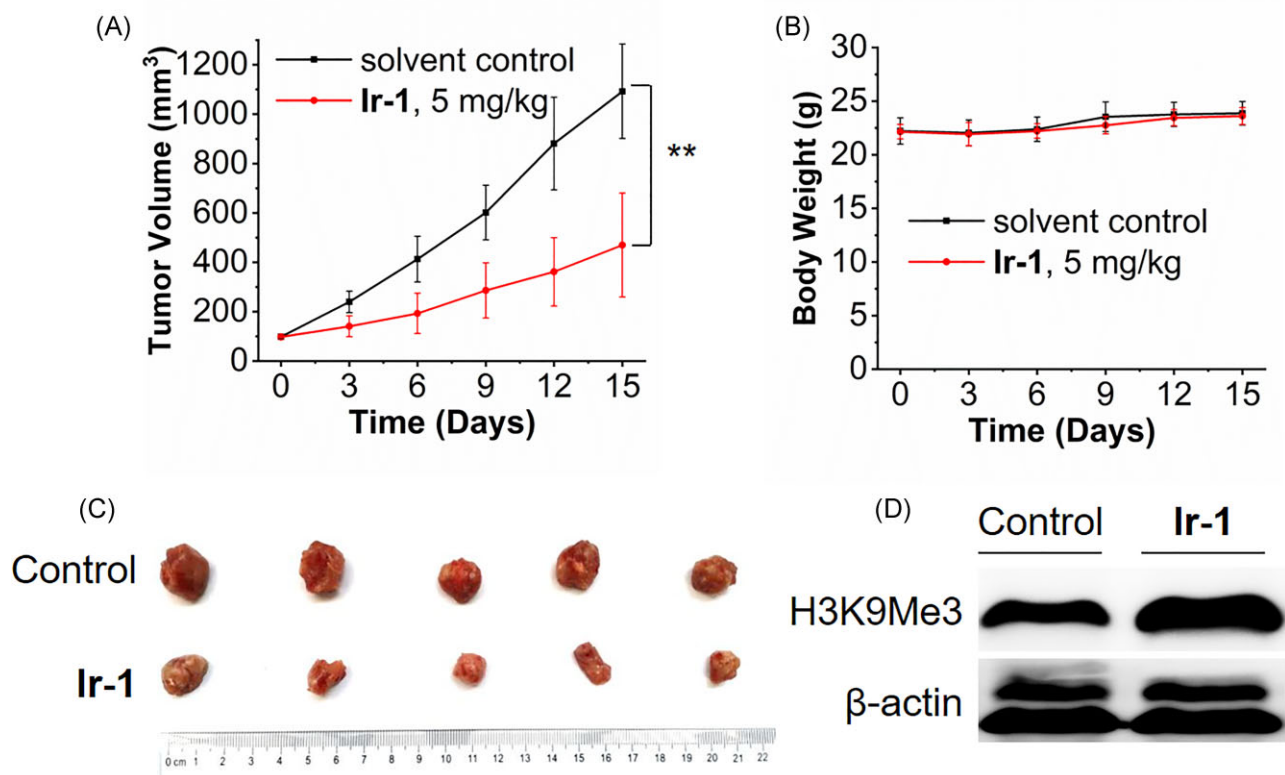 (A)
Tumor Volume (mm³)
1200
1000
800
600
400
200
0
solvent control
Ir-1, 5 mg/kg
**
0 3 6 9 12 15
Time (Days)
(B)
Body Weight (g)
30
25
20
15
10
5
0
solvent control
Ir-1, 5 mg/kg
0 3 6 9 12 15
Time (Days)
(C)
Control
Ir-1
0 cm 1 2 3 4 5 6 7 8 9 10 11 12 13 14 15 16 17 18 19 20 21 22
(D)
Control Ir-1
H3K9Me3
β-actin